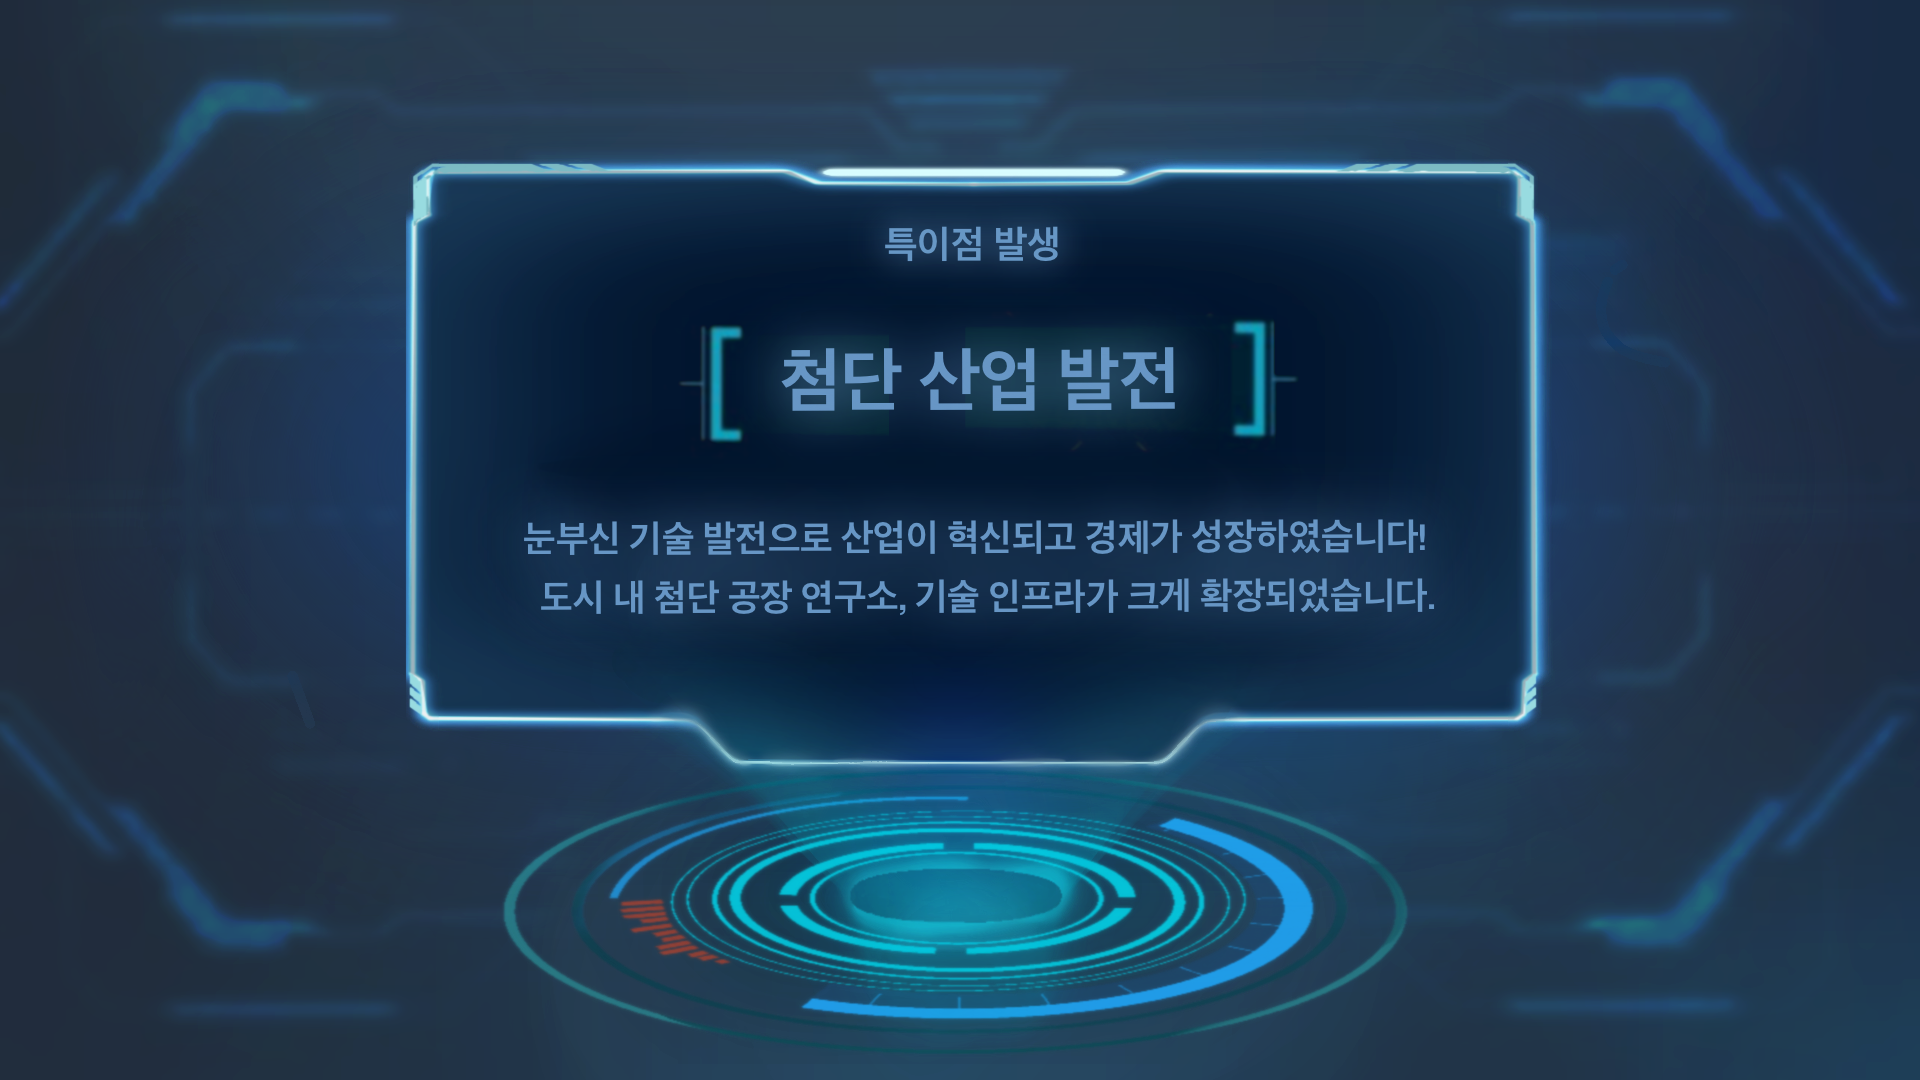 특이점 발생
첨단 산업 발전
눈부신 기술 발전으로 산업이 혁신되고 경제가 성장하였습니다!
도시 내 첨단 공장 연구소, 기술 인프라가 크게 확장되었습니다.